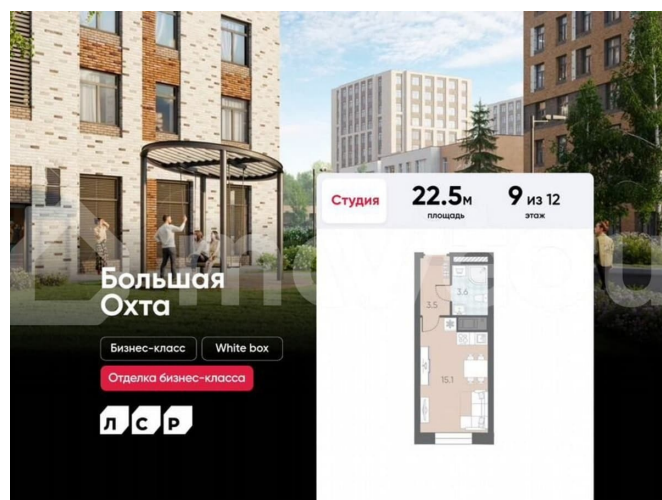 Студия
22.5м
площадь
9 из 12
этаж
3.5
3.6
15.1
Большая
Охта
Бизнес-класс
White box
Отделка бизнес-класса
ЛСР